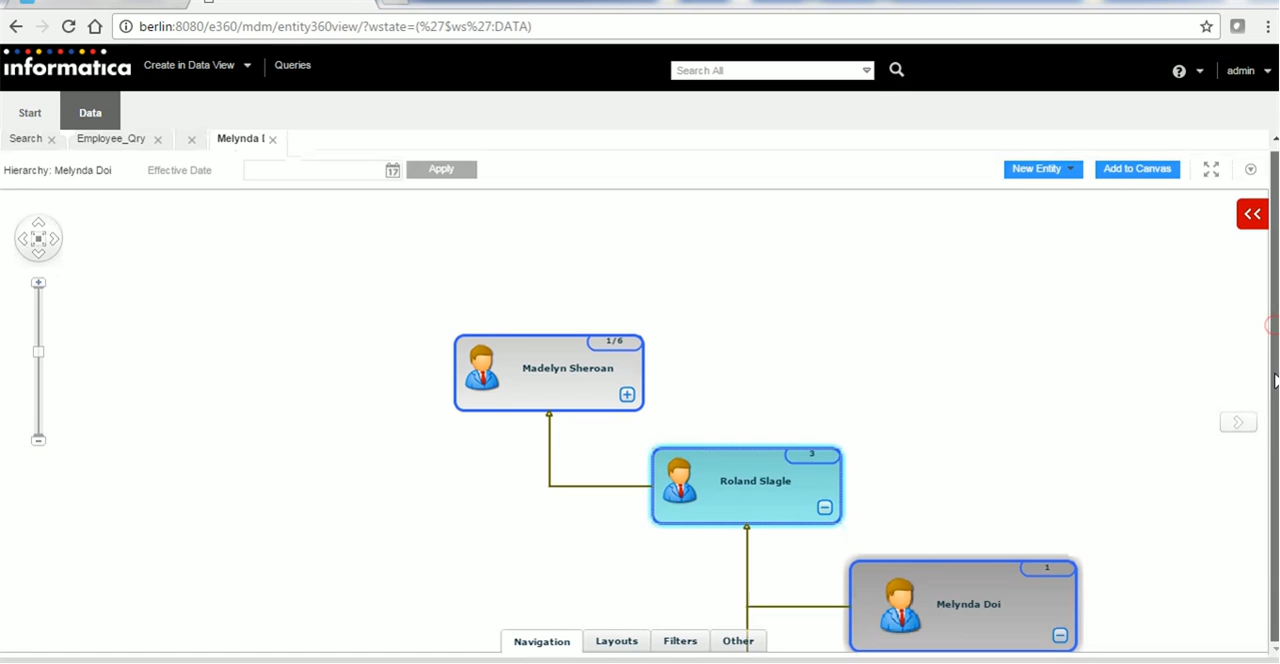 berlin:8080/e360/mdm/entity360view/?wstate=(%27$ws%27:DATA)
informatica Create in Data View Queries Search All ? admin
Start Data
Search Employee_Qry Melynda D
Hierarchy: Melynda Doi Effective Date 17 Apply New Entity Add to Canvas
1/6
Madelyn Sheroan
3
Roland Slagle
1
Melynda Doi
Navigation Layouts Filters Other